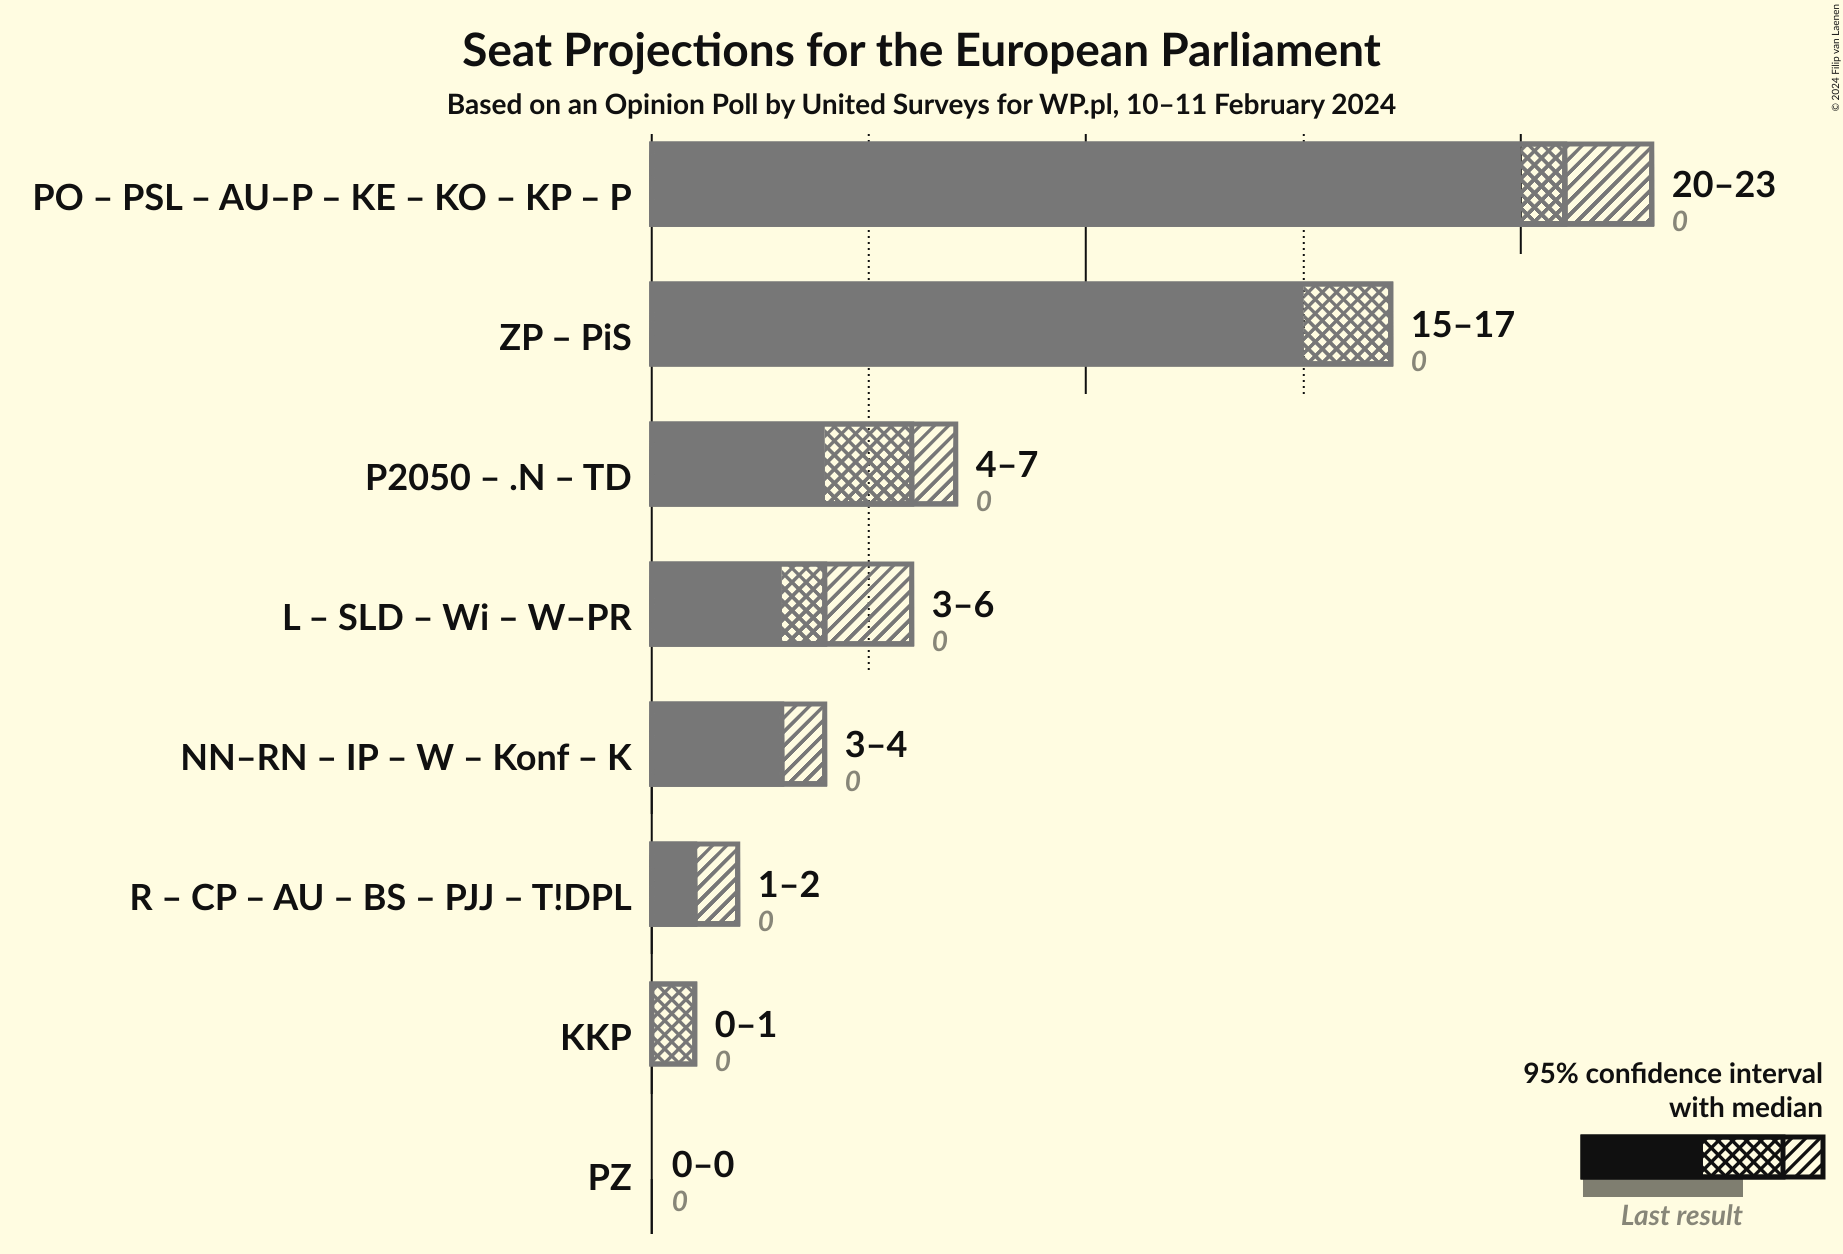 Seat Projections for the European Parliament
Based on an Opinion Poll by United Surveys for WP.pl, 10–11 February 2024
© 2024 Filip van Laenen
PO – PSL – AU–P – KE – KO – KP – P
20–23
0
ZP – PiS
15–17
0
P2050 – .N – TD
4–7
0
L – SLD – Wi – W–PR
3–6
0
NN–RN – IP – W – Konf – K
3–4
0
R – CP – AU – BS – PJJ – T!DPL
1–2
0
KKP
0–1
0
PZ
0–0
0
95% confidence interval
with median
Last result